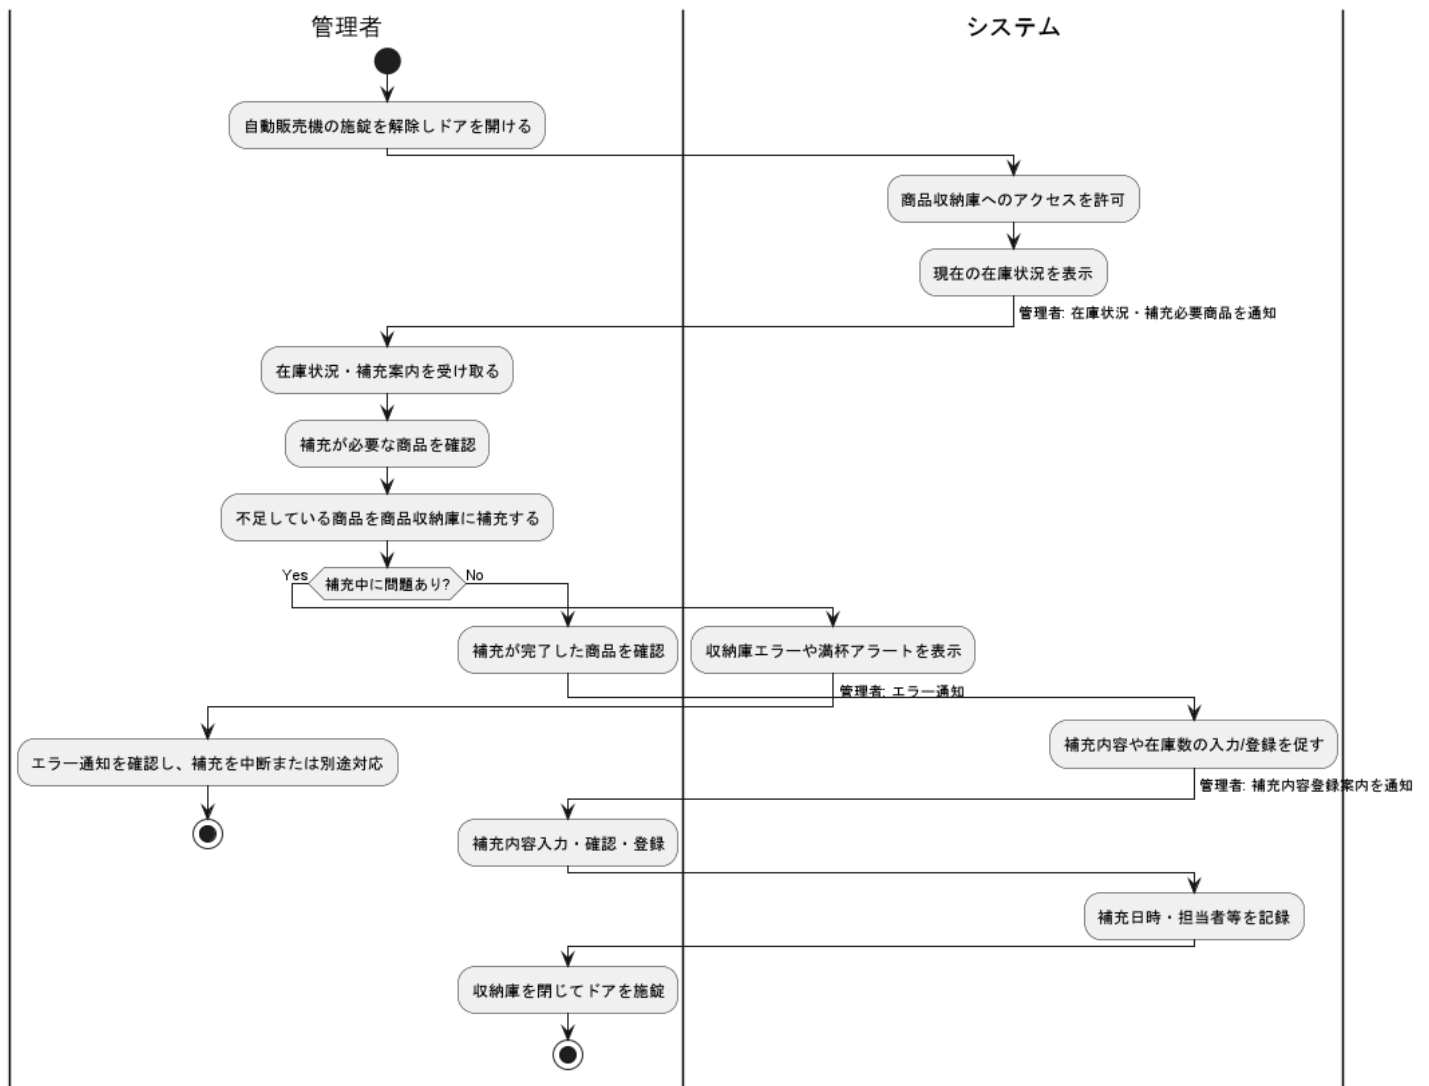 管理者
システム
自動販売機の施錠を解除しドアを開ける
商品収納庫へのアクセスを許可
現在の在庫状況を表示
管理者: 在庫状況・補充必要商品を通知
在庫状況・補充案内を受け取る
補充が必要な商品を確認
不足している商品を商品収納庫に補充する
Yes
補充中に問題あり?
No
補充が完了した商品を確認
収納庫エラーや満杯アラートを表示
管理者: エラー通知
補充内容や在庫数の入力/登録を促す
エラー通知を確認し、補充を中断または別途対応
管理者: 補充内容登録案内を通知
補充内容入力・確認・登録
補充日時・担当者等を記録
収納庫を閉じてドアを施錠